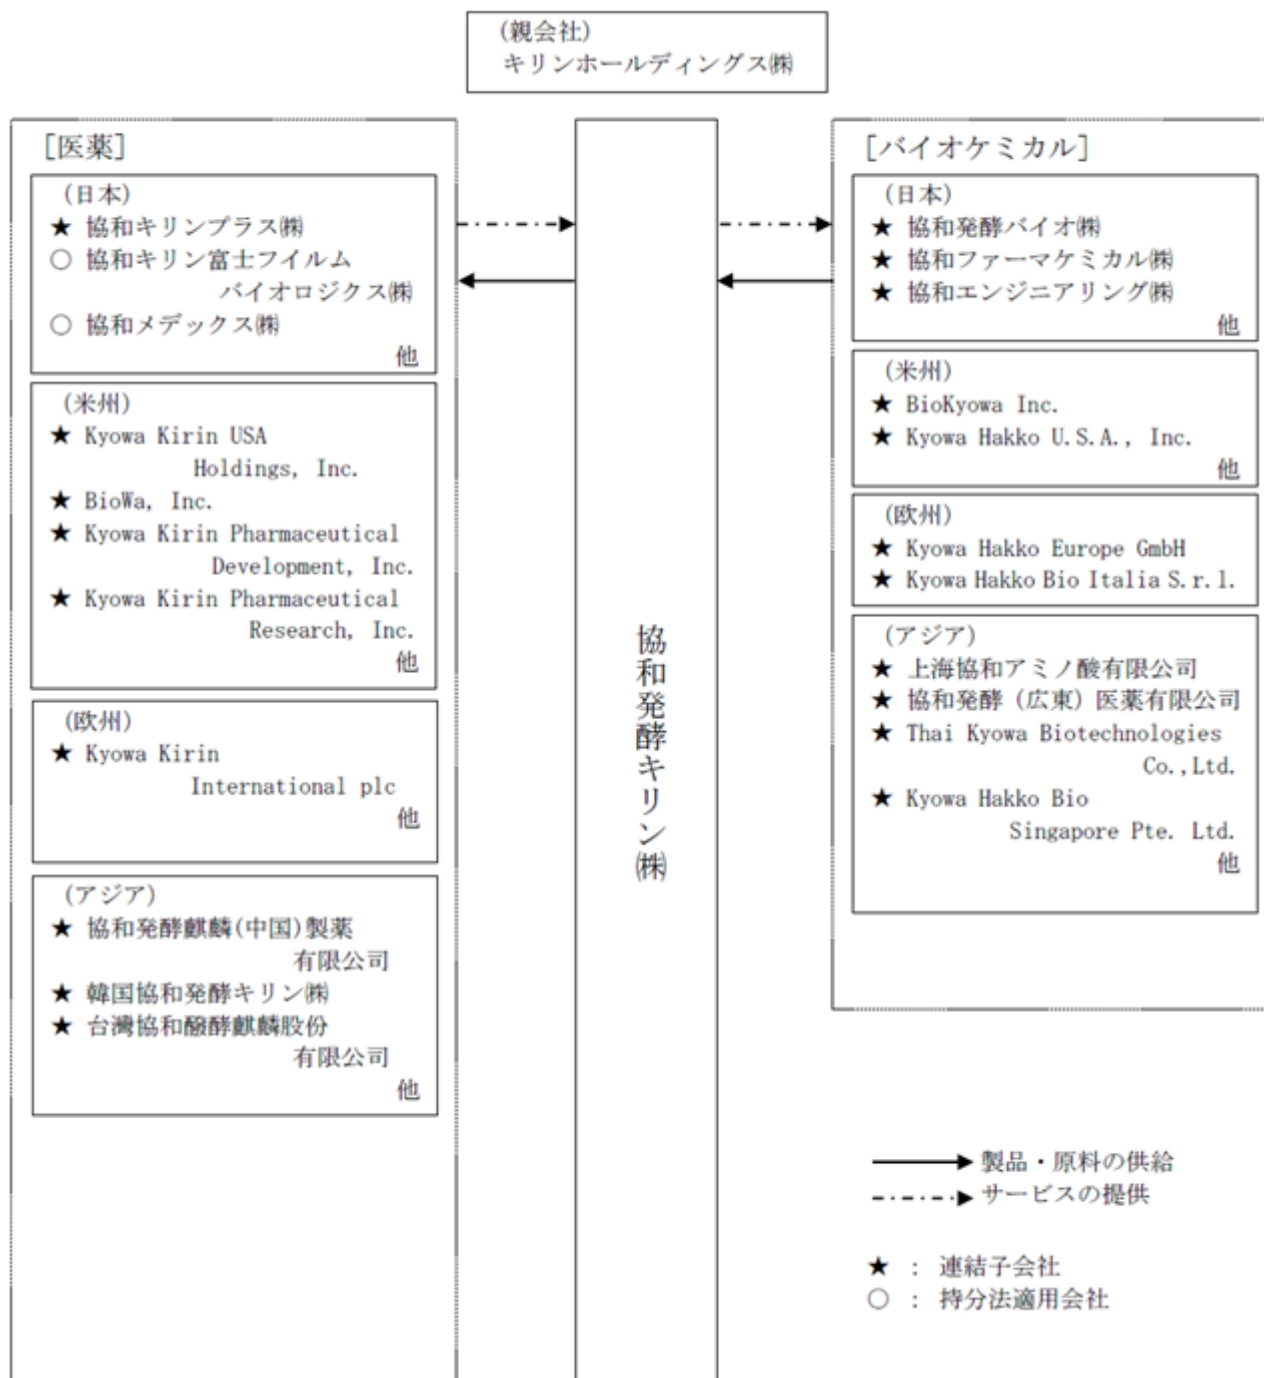 (親会社)
キリンホールディングス㈱
[医薬]
(日本)
★ 協和キリンプラス㈱
○ 協和キリン富士フイルム
バイオロジクス㈱
○ 協和メデックス㈱
他
(米州)
★ Kyowa Kirin USA
Holdings, Inc.
★ BioWa, Inc.
★ Kyowa Kirin Pharmaceutical
Development, Inc.
★ Kyowa Kirin Pharmaceutical
Research, Inc.
他
(欧州)
★ Kyowa Kirin
International plc
他
(アジア)
★ 協和発酵麒麟(中国)製薬
有限公司
★ 韓国協和発酵キリン㈱
★ 台灣協和醱酵麒麟股份
有限公司
他
協和発酵キリン㈱
[バイオケミカル]
(日本)
★ 協和発酵バイオ㈱
★ 協和ファーマケミカル㈱
★ 協和エンジニアリング㈱
他
(米州)
★ BioKyowa Inc.
★ Kyowa Hakko U.S.A., Inc.
他
(欧州)
★ Kyowa Hakko Europe GmbH
★ Kyowa Hakko Bio Italia S.r.l.
(アジア)
★ 上海協和アミノ酸有限公司
★ 協和発酵(広東)医薬有限公司
★ Thai Kyowa Biotechnologies
Co.,Ltd.
★ Kyowa Hakko Bio
Singapore Pte. Ltd.
他
製品・原料の供給
サービスの提供
★ : 連結子会社
○ : 持分法適用会社